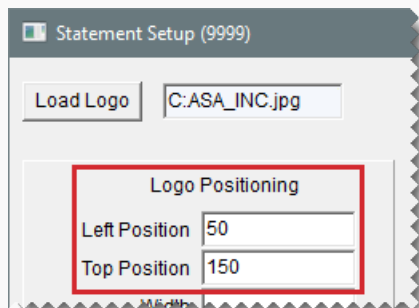 Statement Setup (9999)
Load Logo C:ASA_INC.jpg
Logo Positioning
Left Position 50
Top Position 150